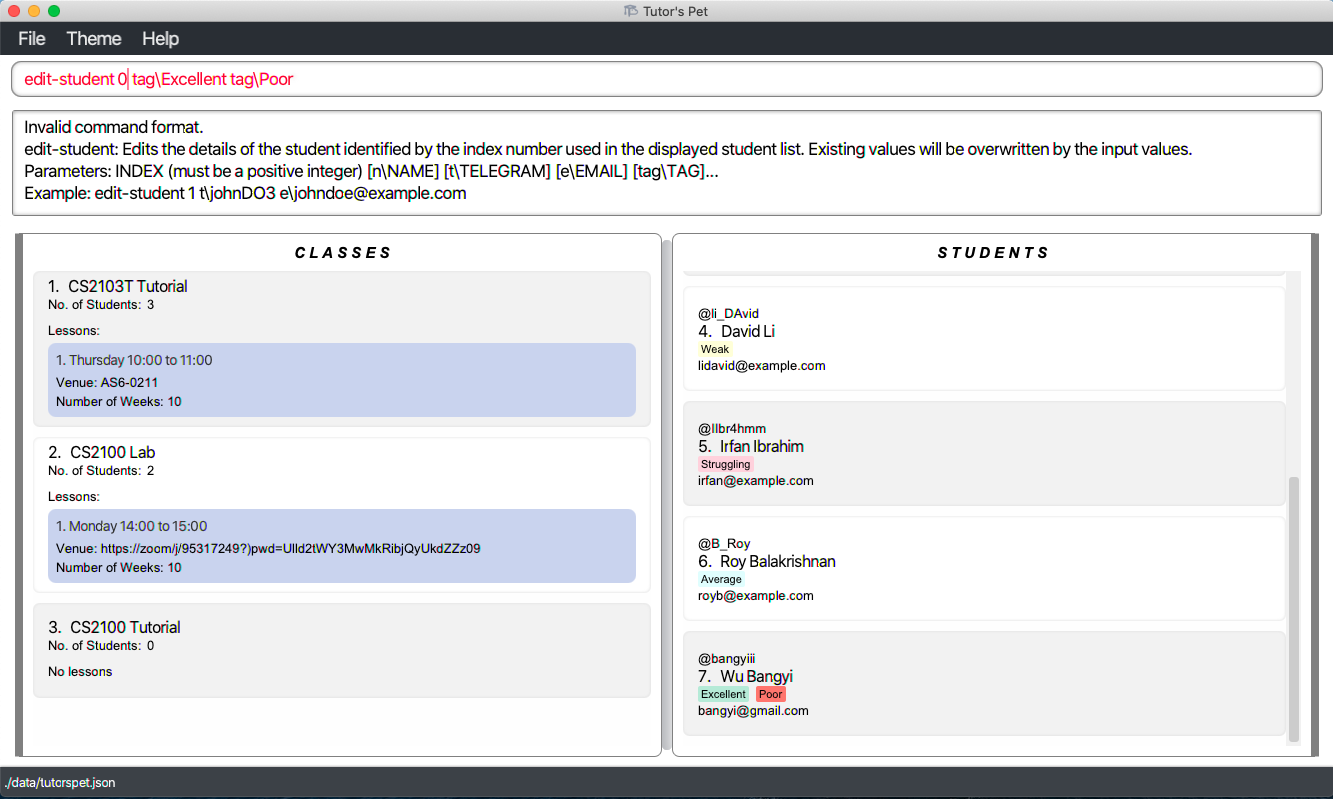 Tutor's Pet
File Theme Help
edit-student 0 tag\Excellent tag\Poor
Invalid command format.
edit-student: Edits the details of the student identified by the index number used in the displayed student list. Existing values will be overwritten by the input values.
Parameters: INDEX (must be a positive integer) [n\NAME] [t\TELEGRAM] [e\EMAIL] [tag\TAG]...
Example: edit-student 1 t\johnDO3 e\johndoe@example.com
CLASSES
1. CS2103T Tutorial
No. of Students: 3
Lessons:
1. Thursday 10:00 to 11:00
Venue: AS6-0211
Number of Weeks: 10
2. CS2100 Lab
No. of Students: 2
Lessons:
1. Monday 14:00 to 15:00
Venue: https://zoom/j/95317249?)pwd=Ulld2tWY3MwMkRibjQyUkdZZz09
Number of Weeks: 10
3. CS2100 Tutorial
No. of Students: 0
No lessons
STUDENTS
@li_DAvid
4. David Li
Weak
lidavid@example.com
@IIbr4hmm
5. Irfan Ibrahim
Struggling
irfan@example.com
@B_Roy
6. Roy Balakrishnan
Average
royb@example.com
@bangyiii
7. Wu Bangyi
Excellent Poor
bangyi@gmail.com
./data/tutorspet.json